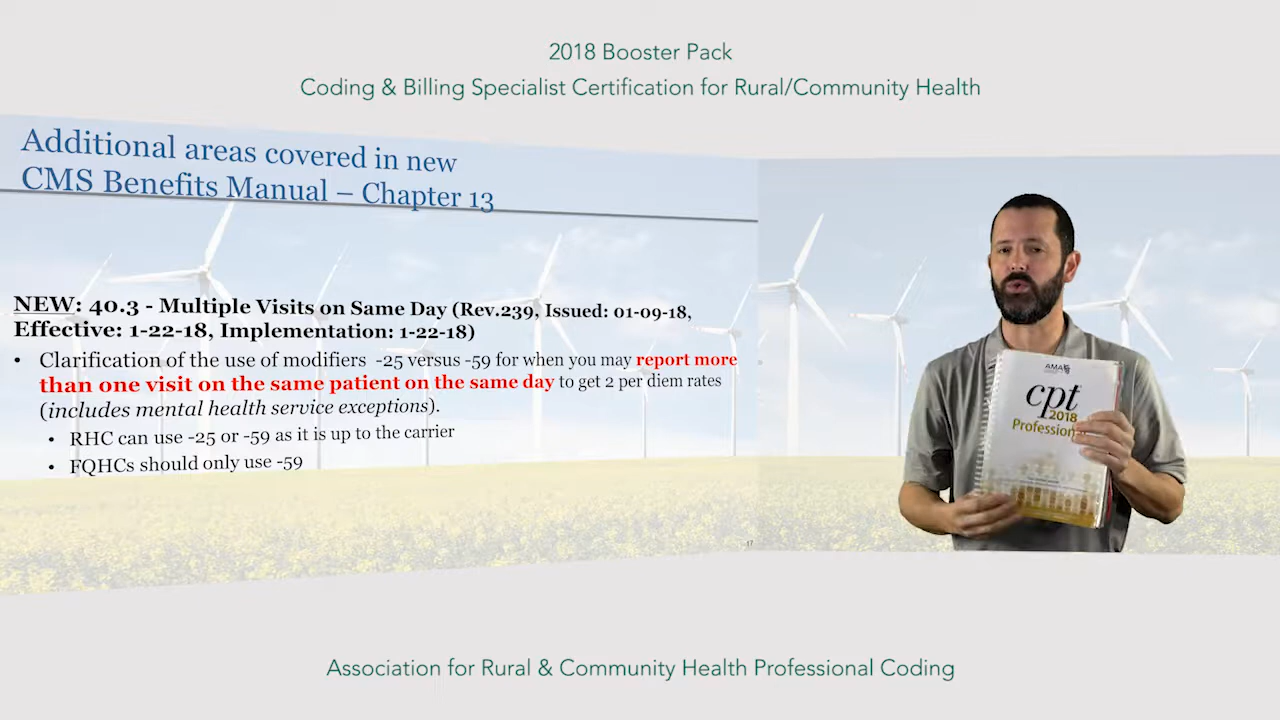 2018 Booster Pack
Coding & Billing Specialist Certification for Rural/Community Health
Additional areas covered in new
CMS Benefits Manual – Chapter 13
NEW: 40.3 - Multiple Visits on Same Day (Rev.239, Issued: 01-09-18,
Effective: 1-22-18, Implementation: 1-22-18)
• Clarification of the use of modifiers -25 versus -59 for when you may report more
than one visit on the same patient on the same day to get 2 per diem rates
(includes mental health service exceptions).
• RHC can use -25 or -59 as it is up to the carrier
• FQHCs should only use -59
17
AMA
cpt
2018
Profession
Association for Rural & Community Health Professional Coding